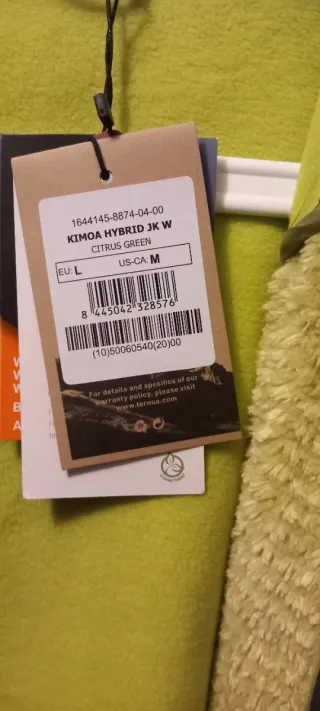 1644145-8874-04-00
KIMOA HYBRID JK W
CITRUS GREEN
EU: L US-CA: M
8 445042 328576
(10)50060540(20)00
For details and specifics of our
warranty policy, please visit
www.ternua.com
W
W
W
B
A